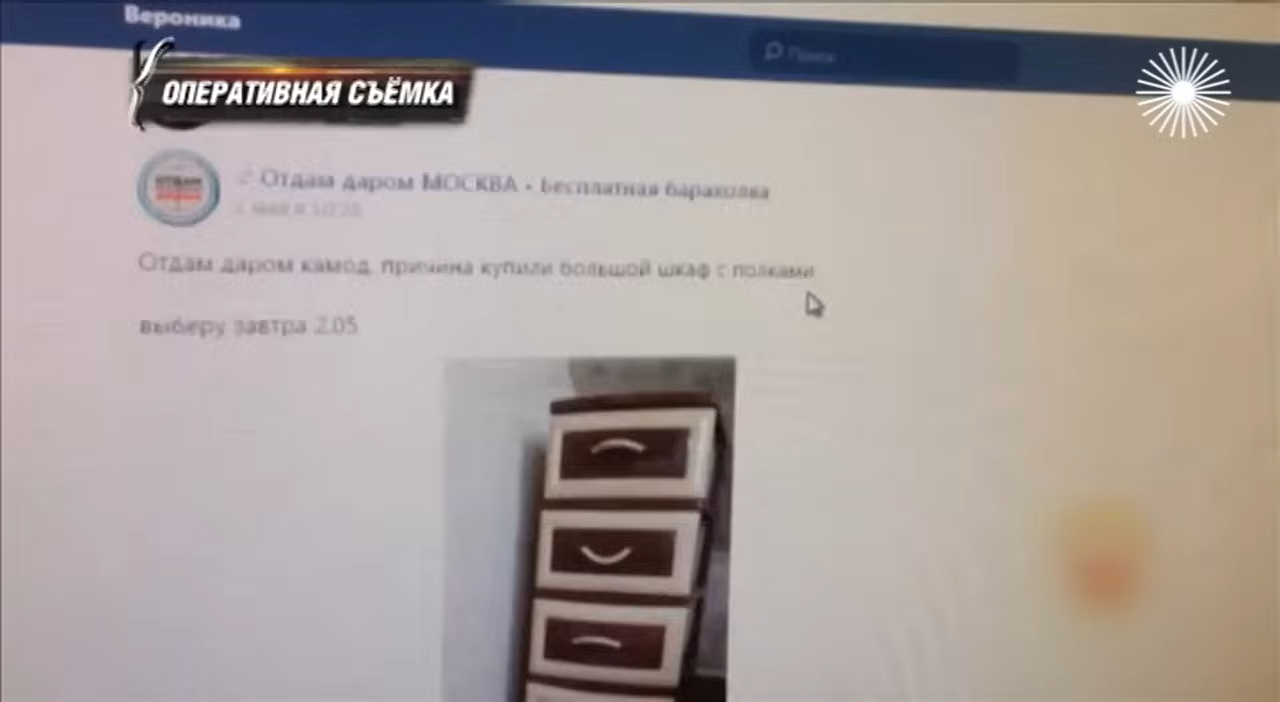 Вероника
Поиск
ОПЕРАТИВНАЯ СЪЁМКА
Отдам даром МОСКВА • Бесплатная барахолка
Отдам даром камод, причина купили большой шкаф с полками
выберу завтра 2.05